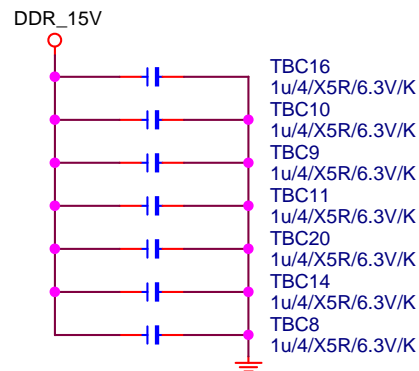 DDR_15V
TBC16
1u/4/X5R/6.3V/K
TBC10
1u/4/X5R/6.3V/K
TBC9
1u/4/X5R/6.3V/K
TBC11
1u/4/X5R/6.3V/K
TBC20
1u/4/X5R/6.3V/K
TBC14
1u/4/X5R/6.3V/K
TBC8
1u/4/X5R/6.3V/K